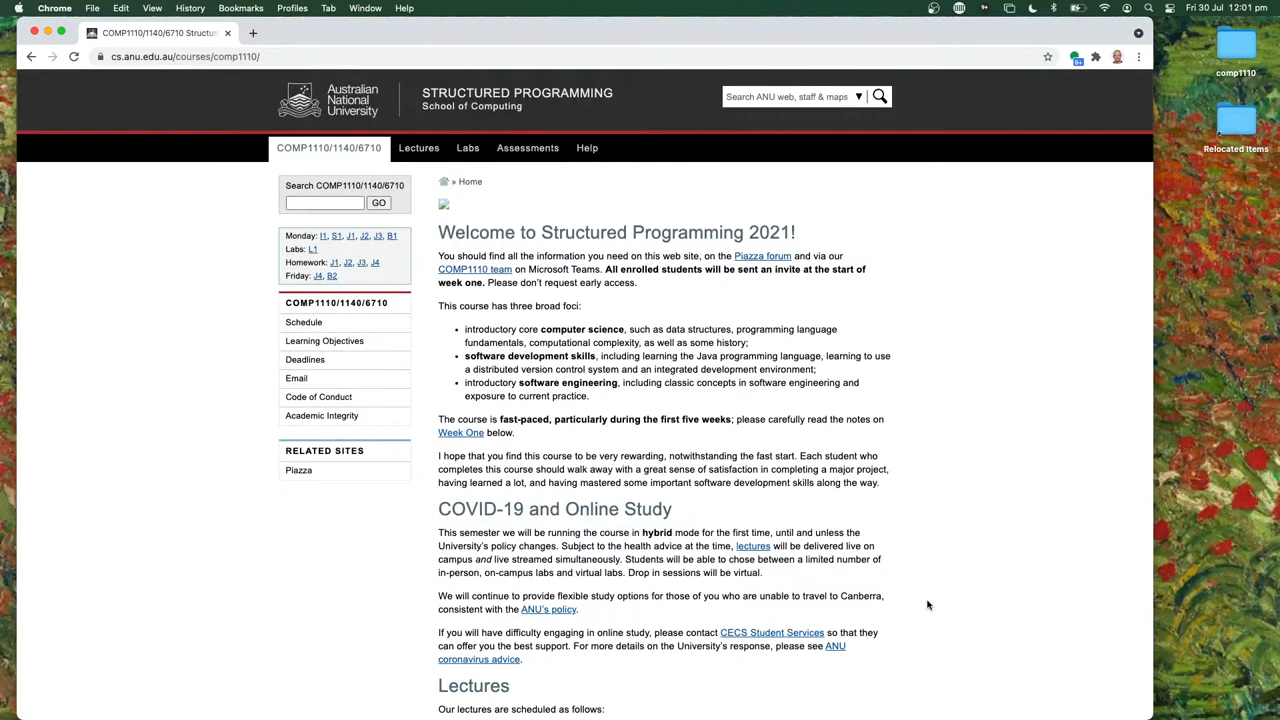 Chrome File Edit View History Bookmarks Profiles Tab Window Help
Fri 30 Jul 12:01 pm
COMP1110/1140/6710 Structur
cs.anu.edu.au/courses/comp1110/
9+
comp1110
Relocated Items
Australian
National
University
STRUCTURED PROGRAMMING
School of Computing
Search ANU web, staff & maps
COMP1110/1140/6710 Lectures Labs Assessments Help
Search COMP1110/1140/6710
GO
Monday: I1, S1, J1, J2, J3, B1
Labs: L1
Homework: J1, J2, J3, J4
Friday: J4, B2
COMP1110/1140/6710
Schedule
Learning Objectives
Deadlines
Email
Code of Conduct
Academic Integrity
RELATED SITES
Piazza
» Home
Welcome to Structured Programming 2021!
You should find all the information you need on this web site, on the Piazza forum and via our
COMP1110 team on Microsoft Teams. All enrolled students will be sent an invite at the start of
week one. Please don't request early access.
This course has three broad foci:
• introductory core computer science, such as data structures, programming language
fundamentals, computational complexity, as well as some history;
• software development skills, including learning the Java programming language, learning to use
a distributed version control system and an integrated development environment;
• introductory software engineering, including classic concepts in software engineering and
exposure to current practice.
The course is fast-paced, particularly during the first five weeks; please carefully read the notes on
Week One below.
I hope that you find this course to be very rewarding, notwithstanding the fast start. Each student who
completes this course should walk away with a great sense of satisfaction in completing a major project,
having learned a lot, and having mastered some important software development skills along the way.
COVID-19 and Online Study
This semester we will be running the course in hybrid mode for the first time, until and unless the
University's policy changes. Subject to the health advice at the time, lectures will be delivered live on
campus and live streamed simultaneously. Students will be able to chose between a limited number of
in-person, on-campus labs and virtual labs. Drop in sessions will be virtual.
We will continue to provide flexible study options for those of you who are unable to travel to Canberra,
consistent with the ANU's policy.
If you will have difficulty engaging in online study, please contact CECS Student Services so that they
can offer you the best support. For more details on the University's response, please see ANU
coronavirus advice.
Lectures
Our lectures are scheduled as follows: